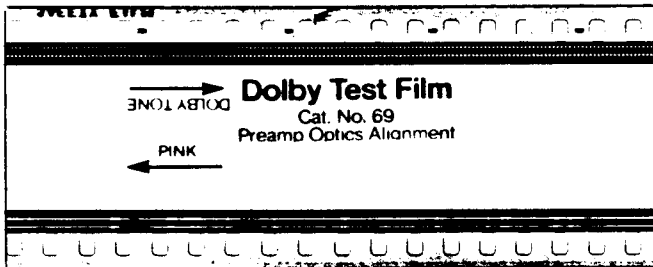 Dolby Test Film
DOLBY TONE
Cat. No. 69
Preamp Optics Alignment
PINK